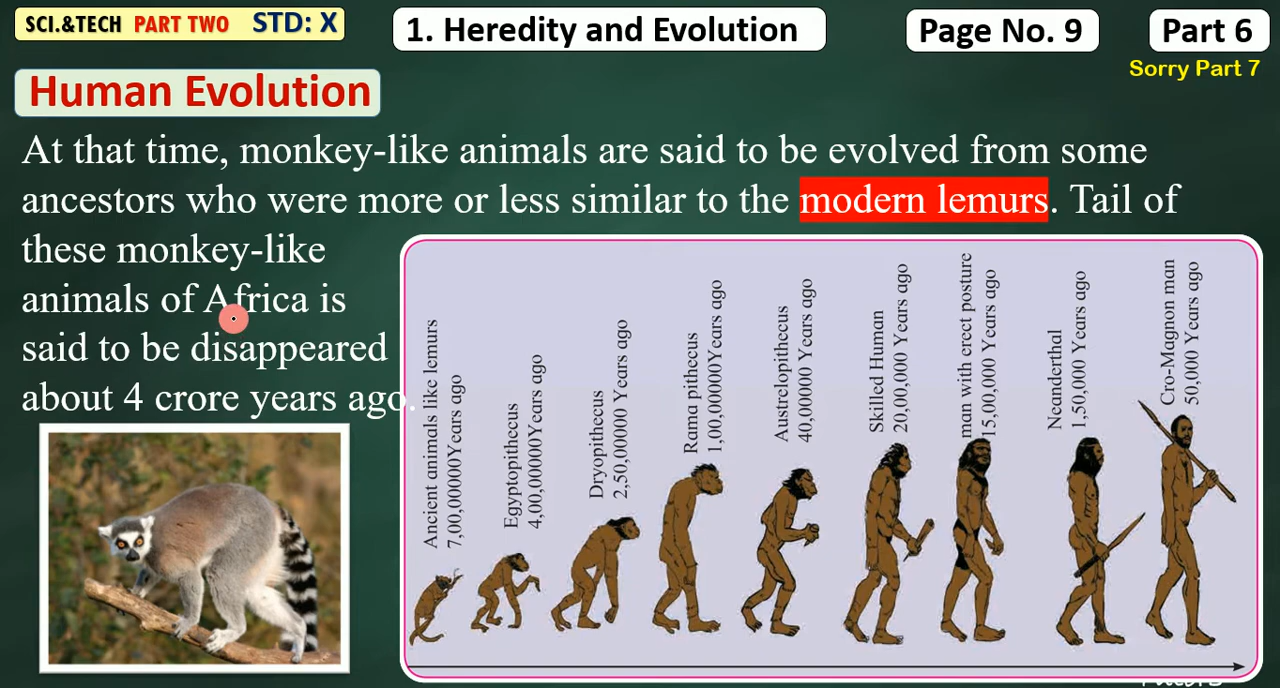 SCI.&TECH PART TWO STD: X
1. Heredity and Evolution
Page No. 9
Part 6
Sorry Part 7
Human Evolution
At that time, monkey-like animals are said to be evolved from some
ancestors who were more or less similar to the modern lemurs. Tail of
these monkey-like
animals of Africa is
said to be disappeared
about 4 crore years ago.
Ancient animals like lemurs
7,00,00000Years ago
Egyptopithecus
4,00,00000Years ago
Dryopithecus
2,50,00000 Years ago
Rama pithecus
1,00,00000Years ago
Austrelopithecus
40,00000 Years ago
Skilled Human
20,00,000 Years ago
man with erect posture
15,00,000 Years ago
Neanderthal
1,50,000 Years ago
Cro-Magnon man
50,000 Years ago